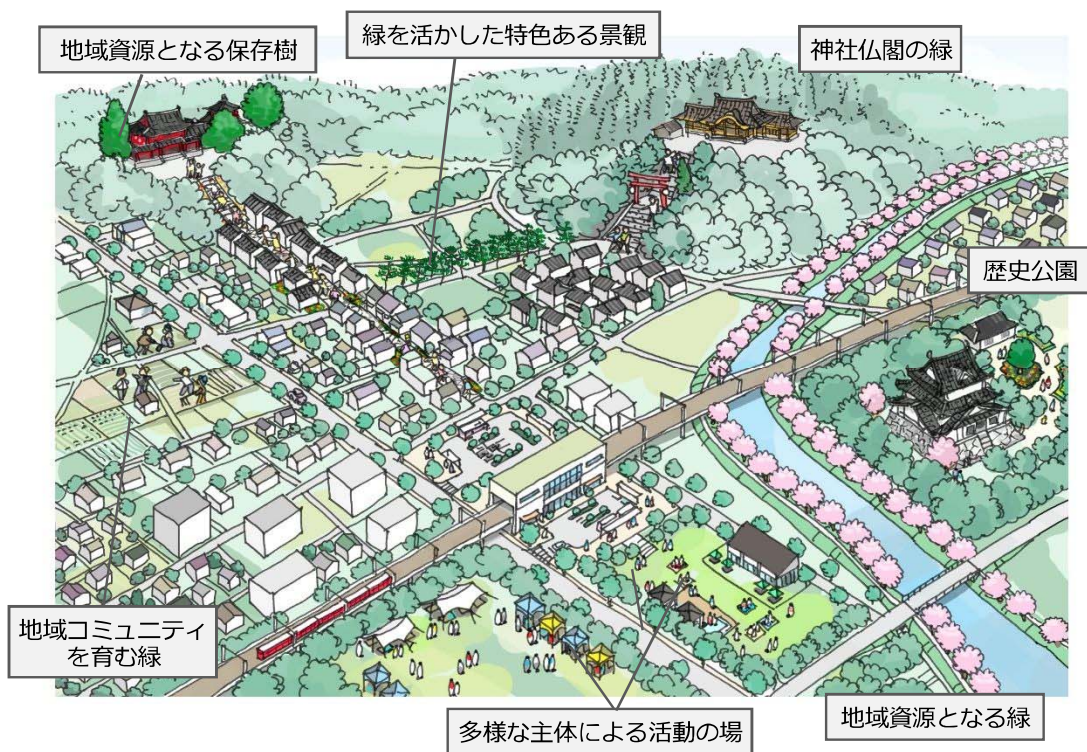 地域資源となる保存樹
緑を活かした特色ある景観
神社仏閣の緑
歴史公園
地域コミュニティ
を育む緑
多様な主体による活動の場
地域資源となる緑